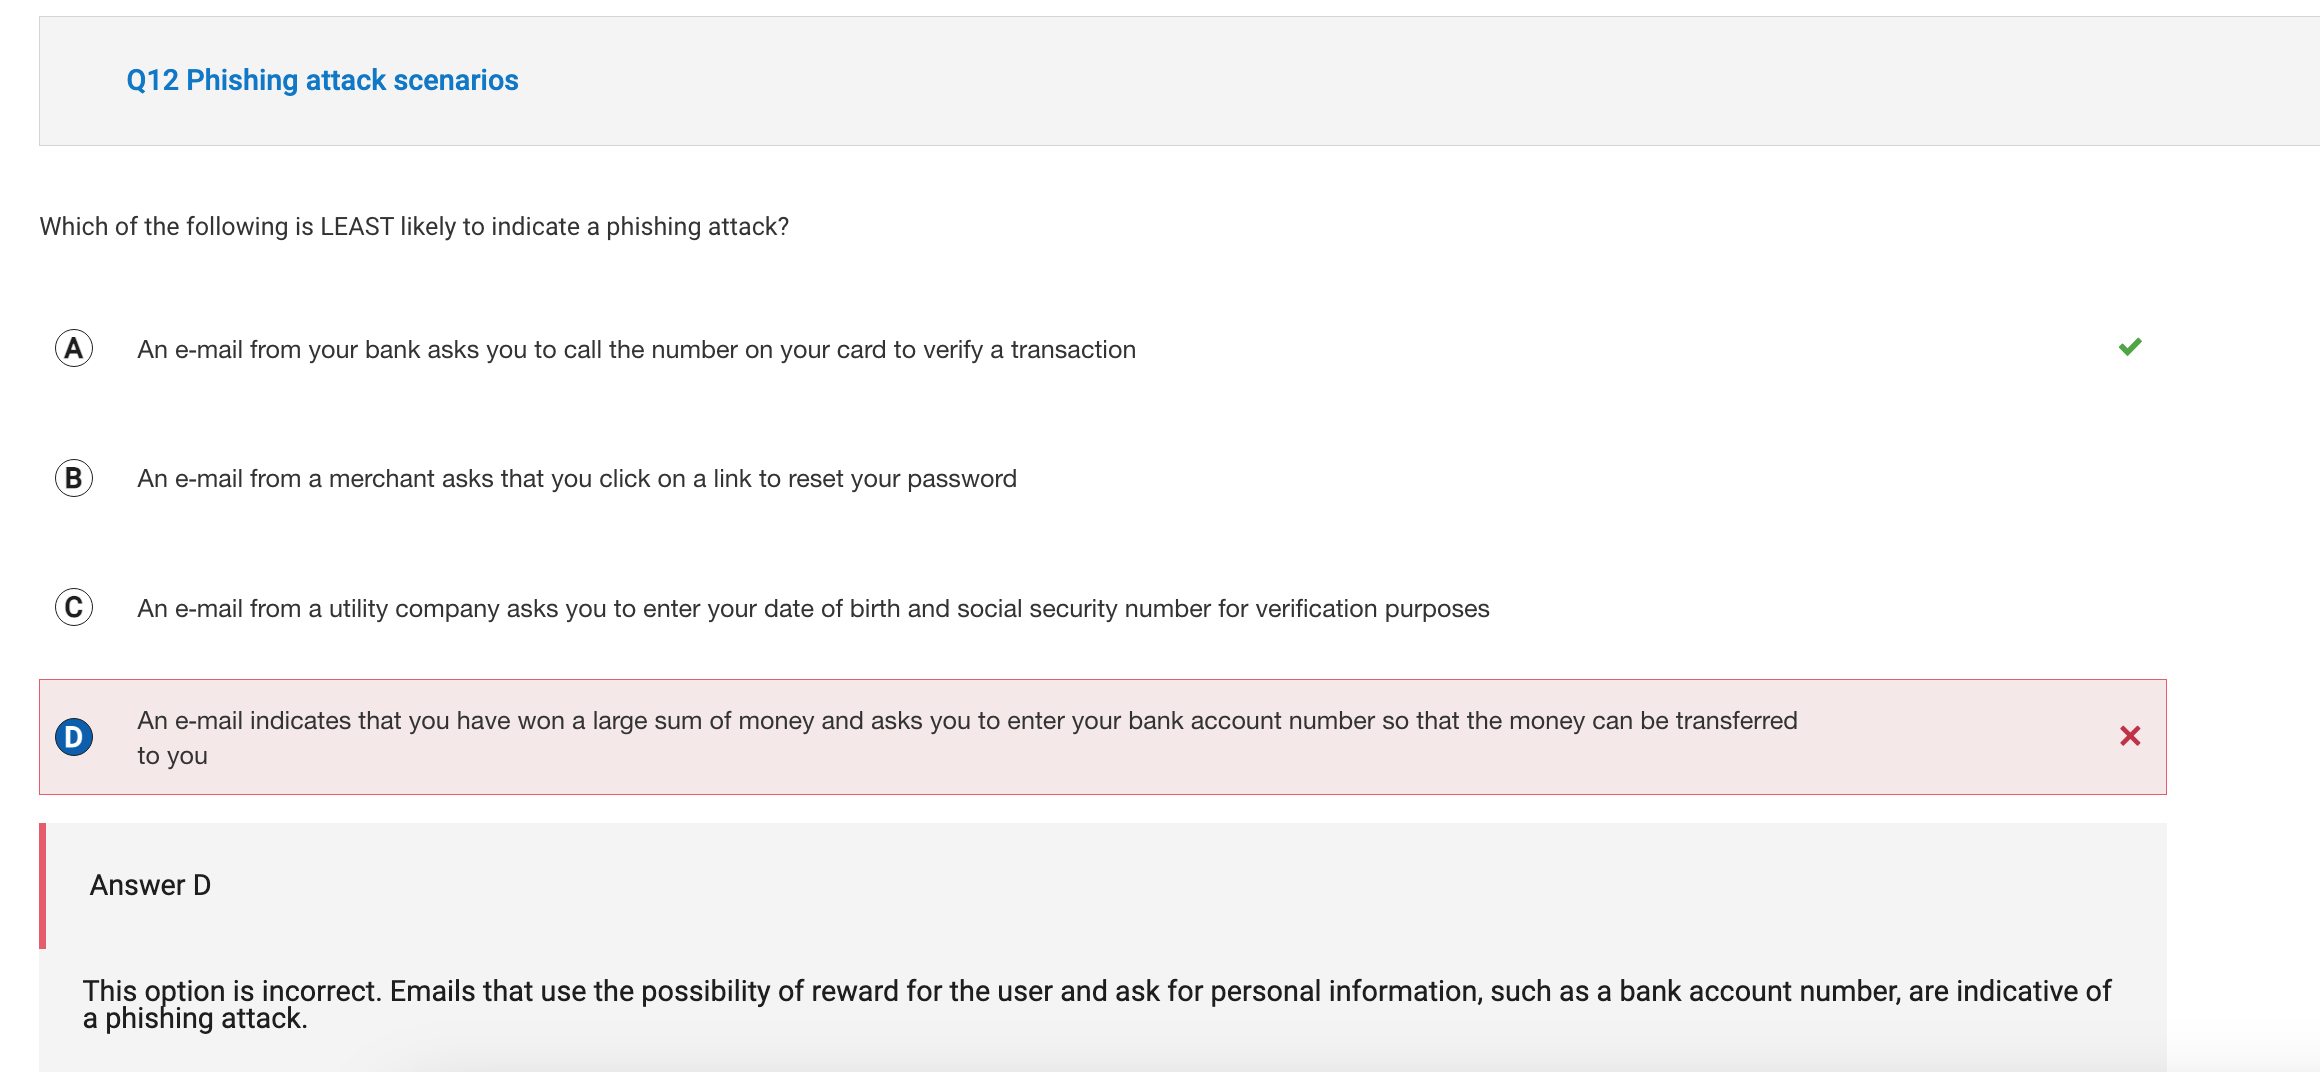 Q12 Phishing attack scenarios
Which of the following is LEAST likely to indicate a phishing attack?
A An e-mail from your bank asks you to call the number on your card to verify a transaction
B An e-mail from a merchant asks that you click on a link to reset your password
C An e-mail from a utility company asks you to enter your date of birth and social security number for verification purposes
D An e-mail indicates that you have won a large sum of money and asks you to enter your bank account number so that the money can be transferred
to you
Answer D
This option is incorrect. Emails that use the possibility of reward for the user and ask for personal information, such as a bank account number, are indicative of
a phishing attack.